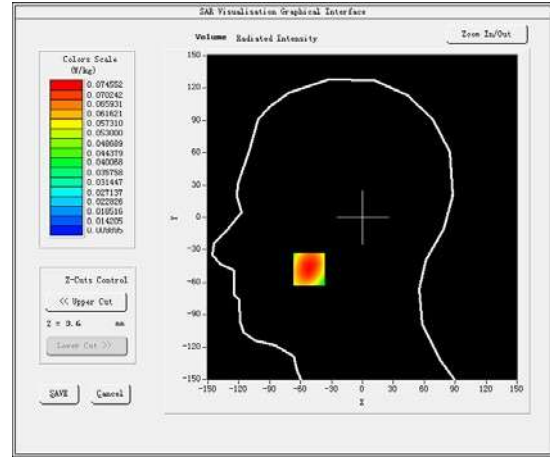 SAR Visualisation Graphical Interface
Volume Radiated Intensity
Zoom In/Out
Colors Scale
(W/kg)
0.074552
0.070242
0.065931
0.061621
0.057310
0.053000
0.048689
0.044379
0.040068
0.035758
0.031447
0.027137
0.022826
0.018516
0.014205
0.009895
Z-Cuts Control
<< Upper Cut
Z = 3.6 mm
Lower Cut >>
SAVE
Cancel
150
120
90
60
30
0
-30
-60
-90
-120
-150
Y
-150 -120 -90 -60 -30 0 30 60 90 120 150
X